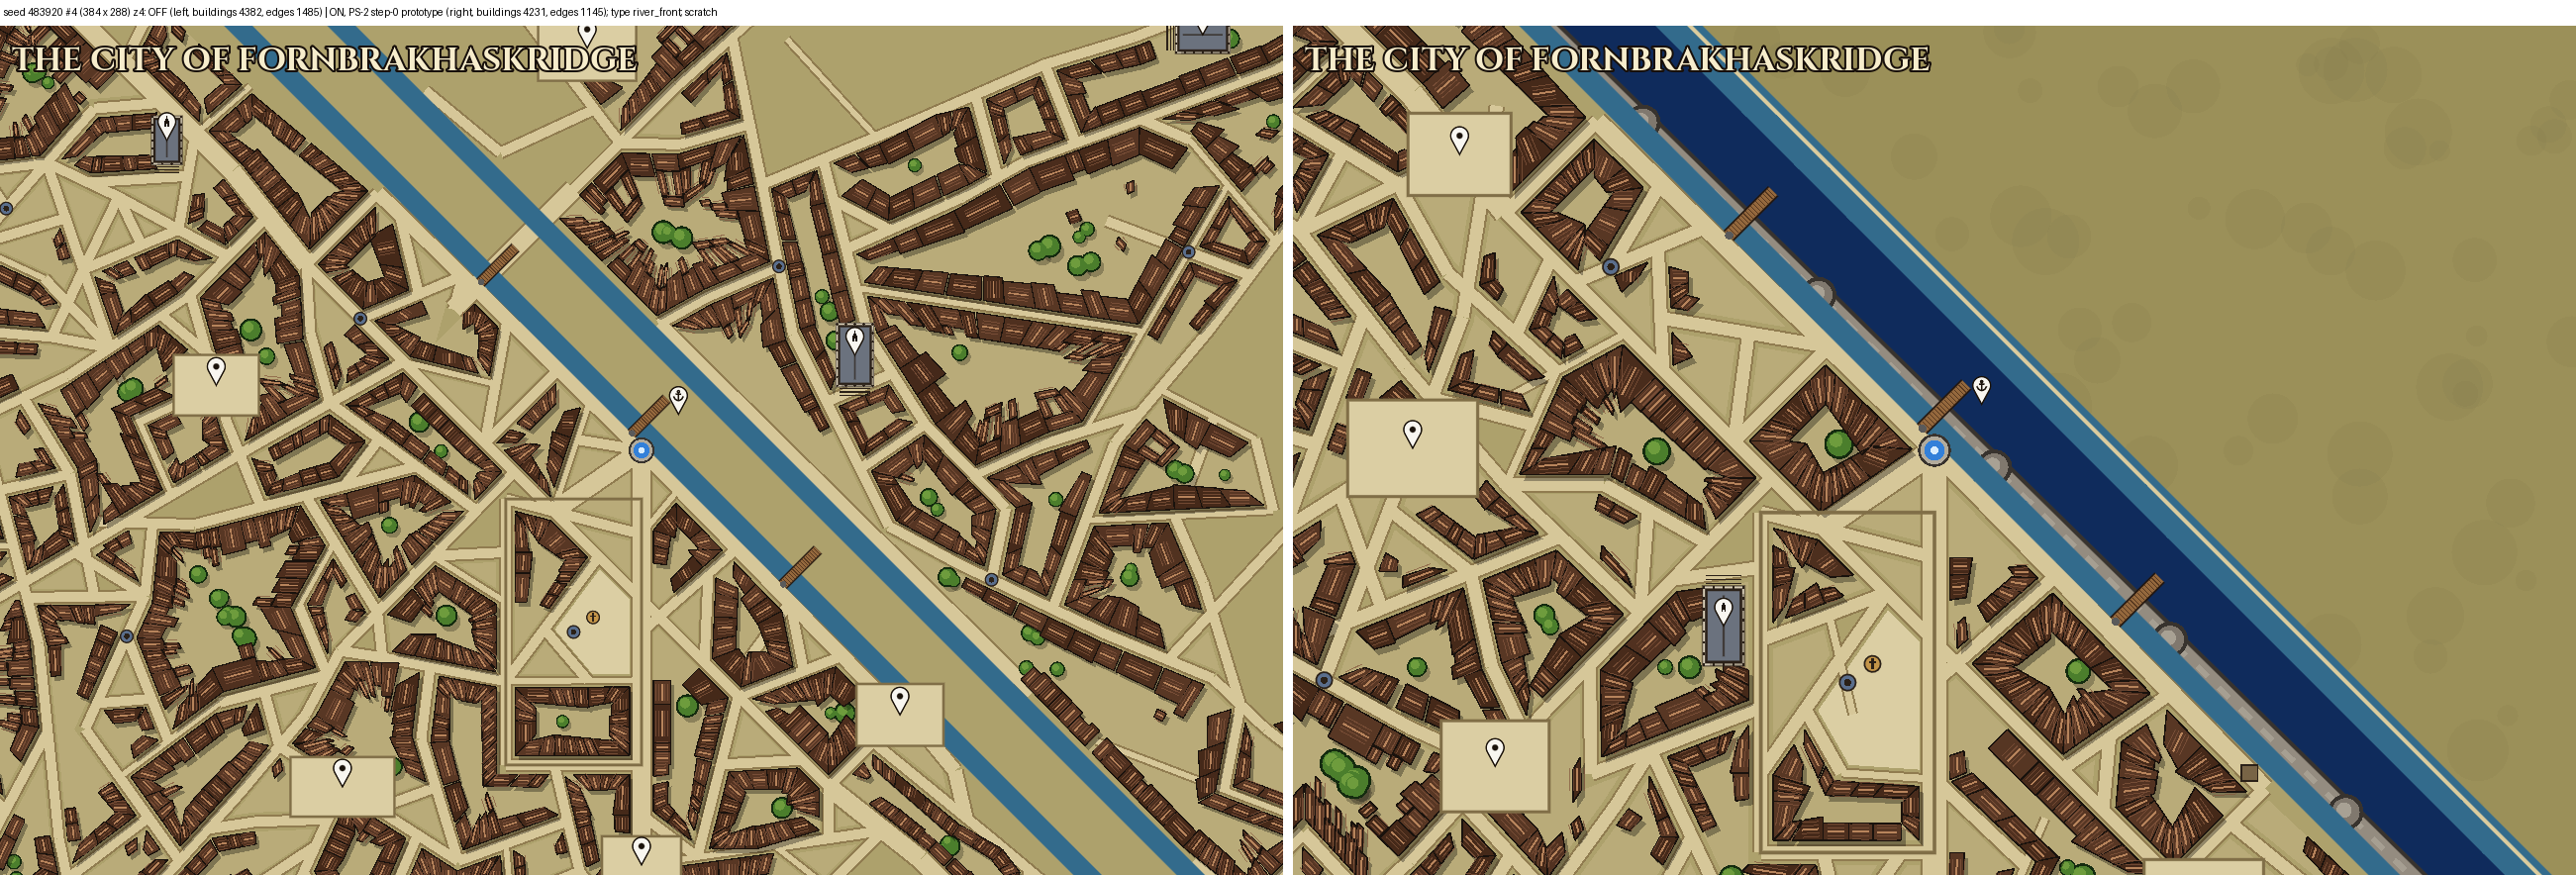 seed 483920 #4 (384 x 288) z4: OFF (left, buildings 4382, edges 1485) | ON, PS-2 step-0 prototype (right, buildings 4231, edges 1145); type river_front; scratch
THE CITY OF FORNBRAKHASKRIDGE
THE CITY OF FORNBRAKHASKRIDGE